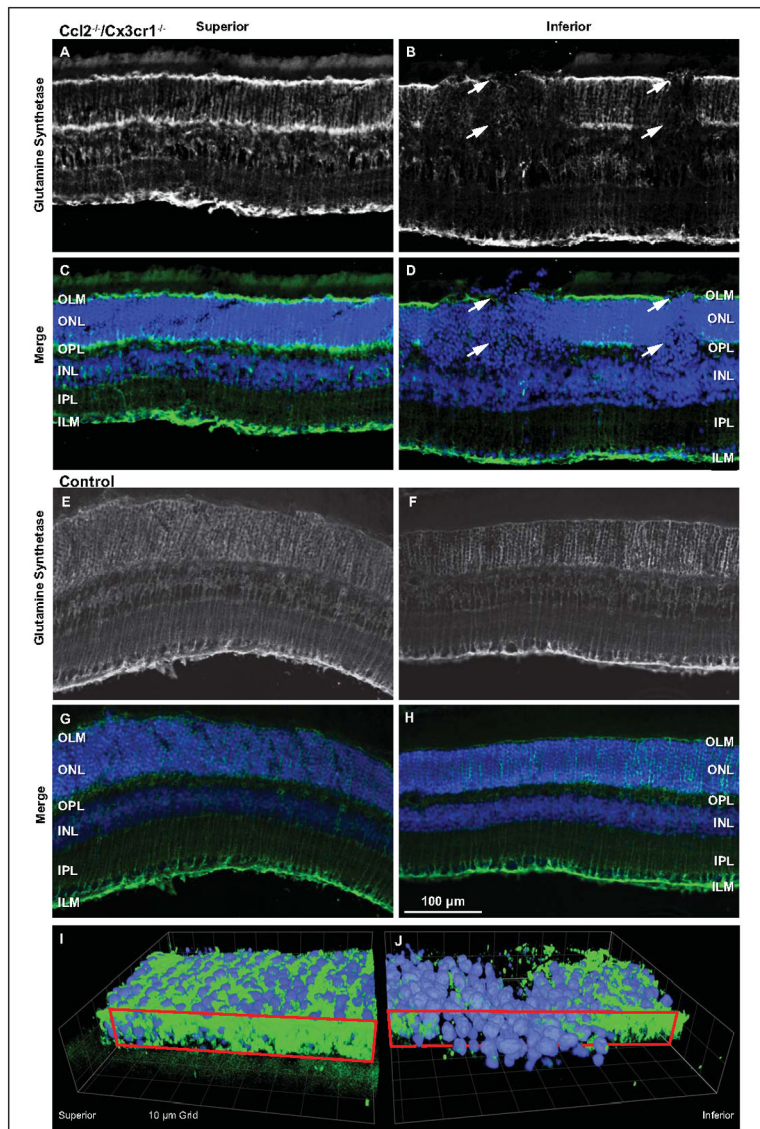 Ccl2⁻/⁻/Cx3cr1⁻/⁻ Superior Inferior
A B
Glutamine Synthetase
C D
Merge
OLM OLM
ONL ONL
OPL OPL
INL INL
IPL IPL
ILM ILM
Control
E F
Glutamine Synthetase
G H
Merge
OLM OLM
ONL ONL
OPL OPL
INL INL
IPL IPL
ILM ILM
100 µm
I J
Superior 10 µm Grid Inferior